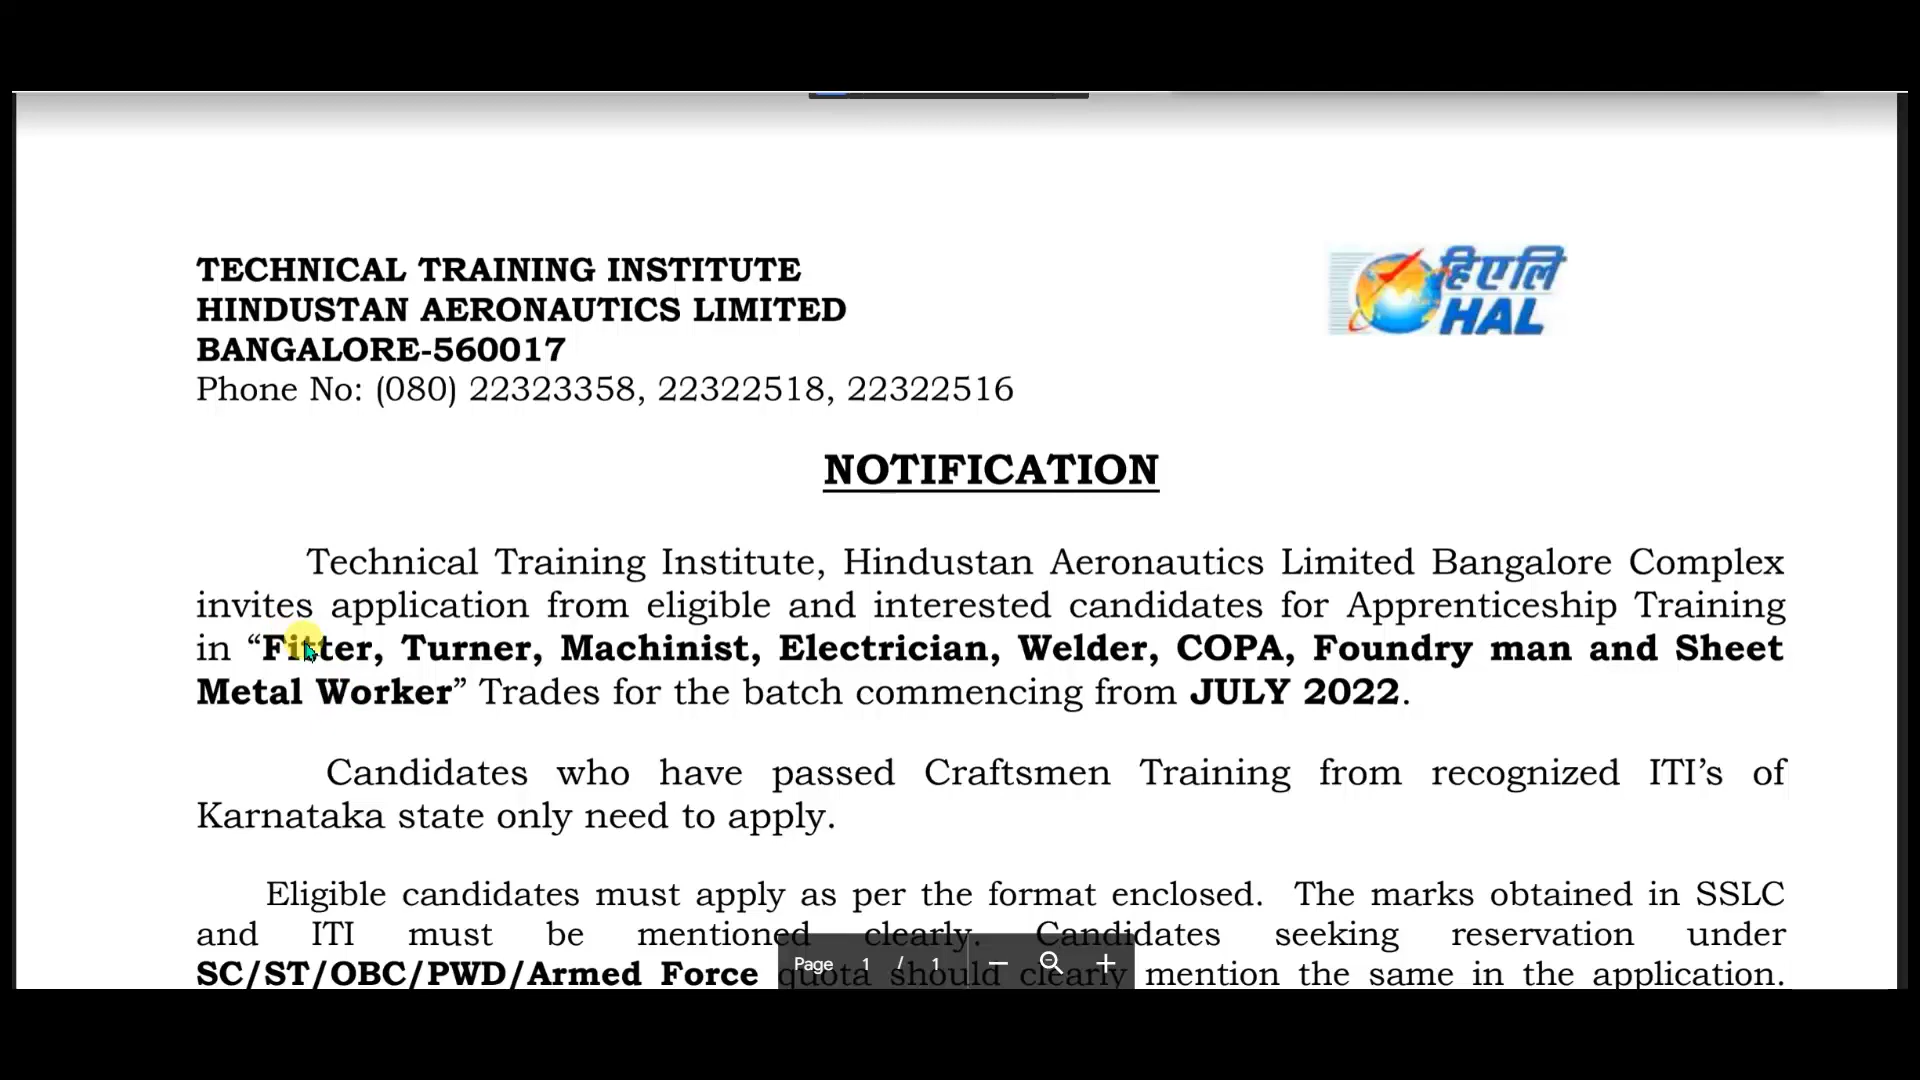 TECHNICAL TRAINING INSTITUTE
HINDUSTAN AERONAUTICS LIMITED
BANGALORE-560017
Phone No: (080) 22323358, 22322518, 22322516
हिएलि
HAL
NOTIFICATION
Technical Training Institute, Hindustan Aeronautics Limited Bangalore Complex
invites application from eligible and interested candidates for Apprenticeship Training
in “Fitter, Turner, Machinist, Electrician, Welder, COPA, Foundry man and Sheet
Metal Worker” Trades for the batch commencing from JULY 2022.
Candidates who have passed Craftsmen Training from recognized ITI’s of
Karnataka state only need to apply.
Eligible candidates must apply as per the format enclosed. The marks obtained in SSLC
and ITI must be mentioned clearly. Candidates seeking reservation under
SC/ST/OBC/PWD/Armed Force quota should clearly mention the same in the application.
Page 1 / 1